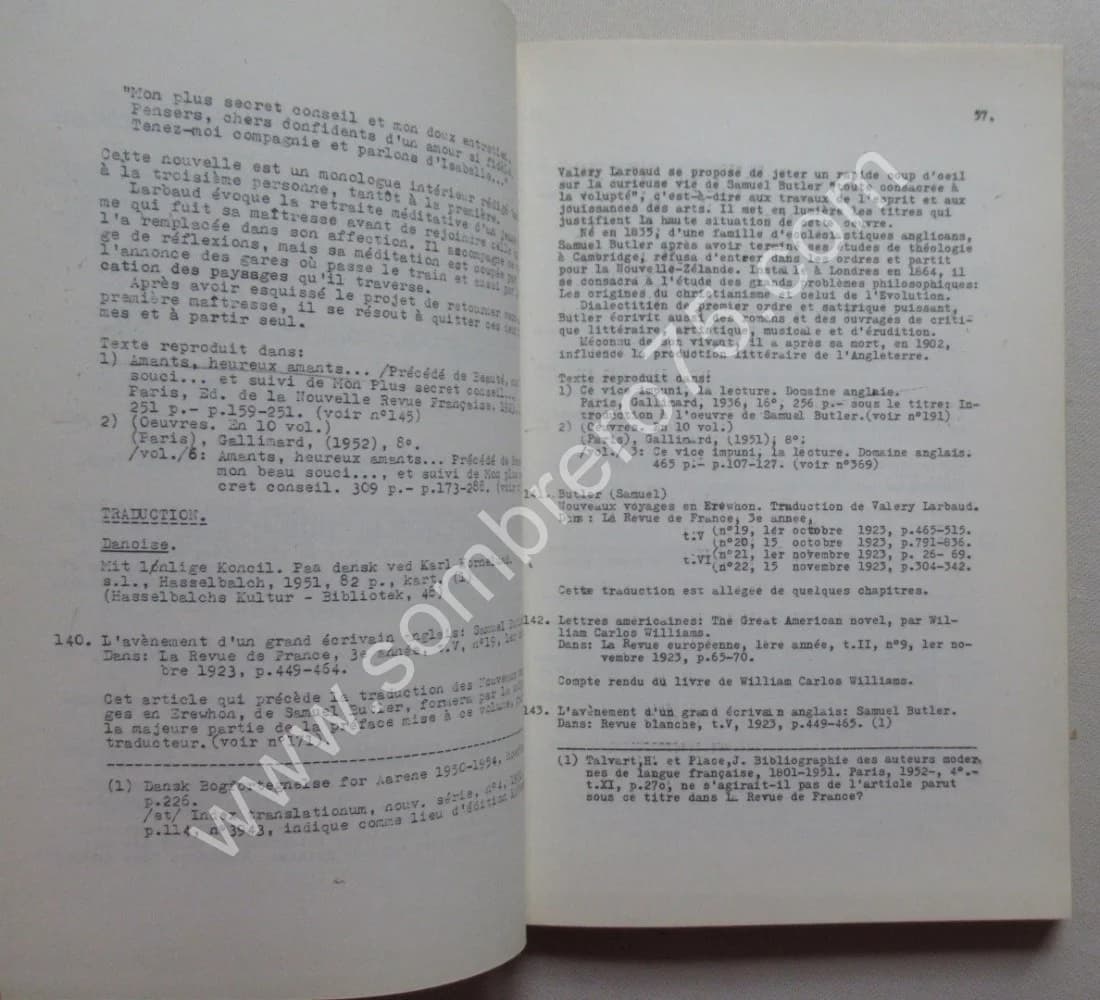 "Mon plus secret conseil et mon doux entretien,
Pensers, chers confidents d'un amour si fidèle,
Tenez-moi compagnie et parlons d'Isabelle..."
Cette nouvelle est un monologue intérieur rédigé
à la troisième personne, tantôt à la première.
Larbaud évoque la retraite méditative d'un
me qui fuit sa maîtresse avant de rejoindre celle
l'a remplacée dans son affection. Il accompagne
ge de réflexions, mais sa méditation est coupée par
l'annonce des gares où passe le train et aussi par
cation des paysages qu'il traverse.
Après avoir esquissé le projet de retourner
première maîtresse, il se résout à quitter ces
mes et à partir seul.
Texte reproduit dans:
1) Amants, heureux amants... /Précédé de Beauté,
souci... et suivi de Mon Plus secret conseil...
Paris, Ed. de la Nouvelle Revue Française,
251 p.- p.159-251. (voir n°145)
2) (Oeuvres. En 10 vol.)
(Paris), Gallimard, (1952), 8°.
/vol./6: Amants, heureux amants... Précédé de
mon beau souci..., et suivi de Mon
cret conseil. 309 p.- p.173-286.
TRADUCTION.
Danoise.
Mit lønlige Koncil. Paa dansk ved Karl
s.l., Hasselbalch, 1951, 82 p., kart.
(Hasselbalchs Kultur - Bibliotek,
140. L'avènement d'un grand écrivain anglais: Samuel
Dans: La Revue de France, 3e année, t.V, n°19, 1er
bre 1923, p.449-464.
Cet article qui précède la traduction des Nouveaux
ges en Erewhon, de Samuel Butler, formera par la
la majeure partie de la préface mise à ce volume,
traducteur. (voir n°171)
(1) Dansk Bogfortegnelse for Aarene 1950-1954,
p.226.
/et/ Index Translationum, nouv. série, n°4,
p.114, indique comme lieu d'édition
57.
Valery Larbaud se propose de jeter un rapide coup d'oeil
sur la curieuse vie de Samuel Butler "toute consacrée à
la volupté", c'est-à-dire aux travaux de l'esprit et aux
jouissances des arts. Il met en lumière les titres qui
justifient la haute situation de cette oeuvre.
Né en 1835, d'une famille d'ecclésiastiques anglicans,
Samuel Butler après avoir terminé ses études de théologie
à Cambridge, refusa d'entrer dans les ordres et partit
pour la Nouvelle-Zélande. Installé à Londres en 1864, il
se consacra à l'étude des grands problèmes philosophiques:
Les origines du christianisme et celui de l'Evolution.
Dialectitien du premier ordre et satirique puissant,
Butler écrivit aussi des romans et des ouvrages de criti-
que littéraire, artistique, musicale et d'érudition.
Méconnu de son vivant, il a après sa mort, en 1902,
influencé la production littéraire de l'Angleterre.
Texte reproduit dans:
1) Ce vice impuni, la lecture. Domaine anglais.
Paris, Gallimard, 1936, 16°, 256 p.- sous le titre: In-
troduction à l'oeuvre de Samuel Butler.(voir n°191)
2) (Oeuvres. En 10 vol.)
(Paris), Gallimard, (1951); 8°;
/vol./3: Ce vice impuni, la lecture. Domaine anglais.
465 p.- p.107-127. (voir n°369)
141. Butler (Samuel)
Nouveaux voyages en Erewhon. Traduction de Valery Larbaud.
Dans: La Revue de France, 3e année,
t.V (n°19, 1er octobre 1923, p.465-515.
(n°20, 15 octobre 1923, p.791-836.
t.VI(n°21, 1er novembre 1923, p. 26- 69.
(n°22, 15 novembre 1923, p.304-342.
Cette traduction est allégée de quelques chapitres.
142. Lettres américaines: The Great American novel, par Wil-
liam Carlos Williams.
Dans: La Revue européenne, 1ère année, t.II, n°9, 1er no-
vembre 1923, p.65-70.
Compte rendu du livre de William Carlos Williams.
143. L'avènement d'un grand écrivain anglais: Samuel Butler.
Dans: Revue blanche, t.V, 1923, p.449-465. (1)
(1) Talvart,H. et Place,J. Bibliographie des auteurs moder-
nes de langue française, 1801-1951. Paris, 1952-, 4°.-
t.XI, p.270, ne s'agirait-il pas de l'article parut
sous ce titre dans La Revue de France?
www.sombrero75.com